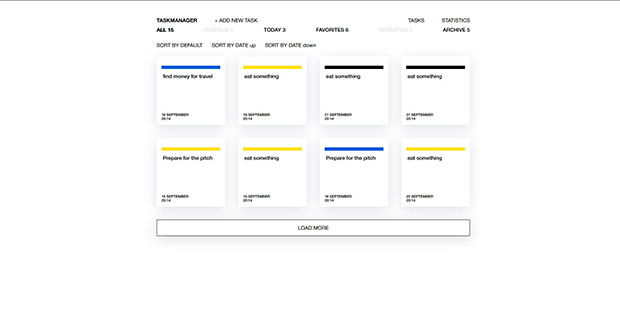 TASKMANAGER + ADD NEW TASK TASKS STATISTICS
ALL 15 OVERDUE 0 TODAY 3 FAVORITES 6 REPEATING 0 ARCHIVE 5
SORT BY DEFAULT SORT BY DATE up SORT BY DATE down
find money for travel eat something eat something eat something
16 SEPTEMBER 19 SEPTEMBER 21 SEPTEMBER 21 SEPTEMBER
20:14 20:14 20:14 20:14
Prepare for the pitch eat something Prepare for the pitch eat something
15 SEPTEMBER 19 SEPTEMBER 16 SEPTEMBER 20 SEPTEMBER
20:14 20:14 20:14 20:14
LOAD MORE